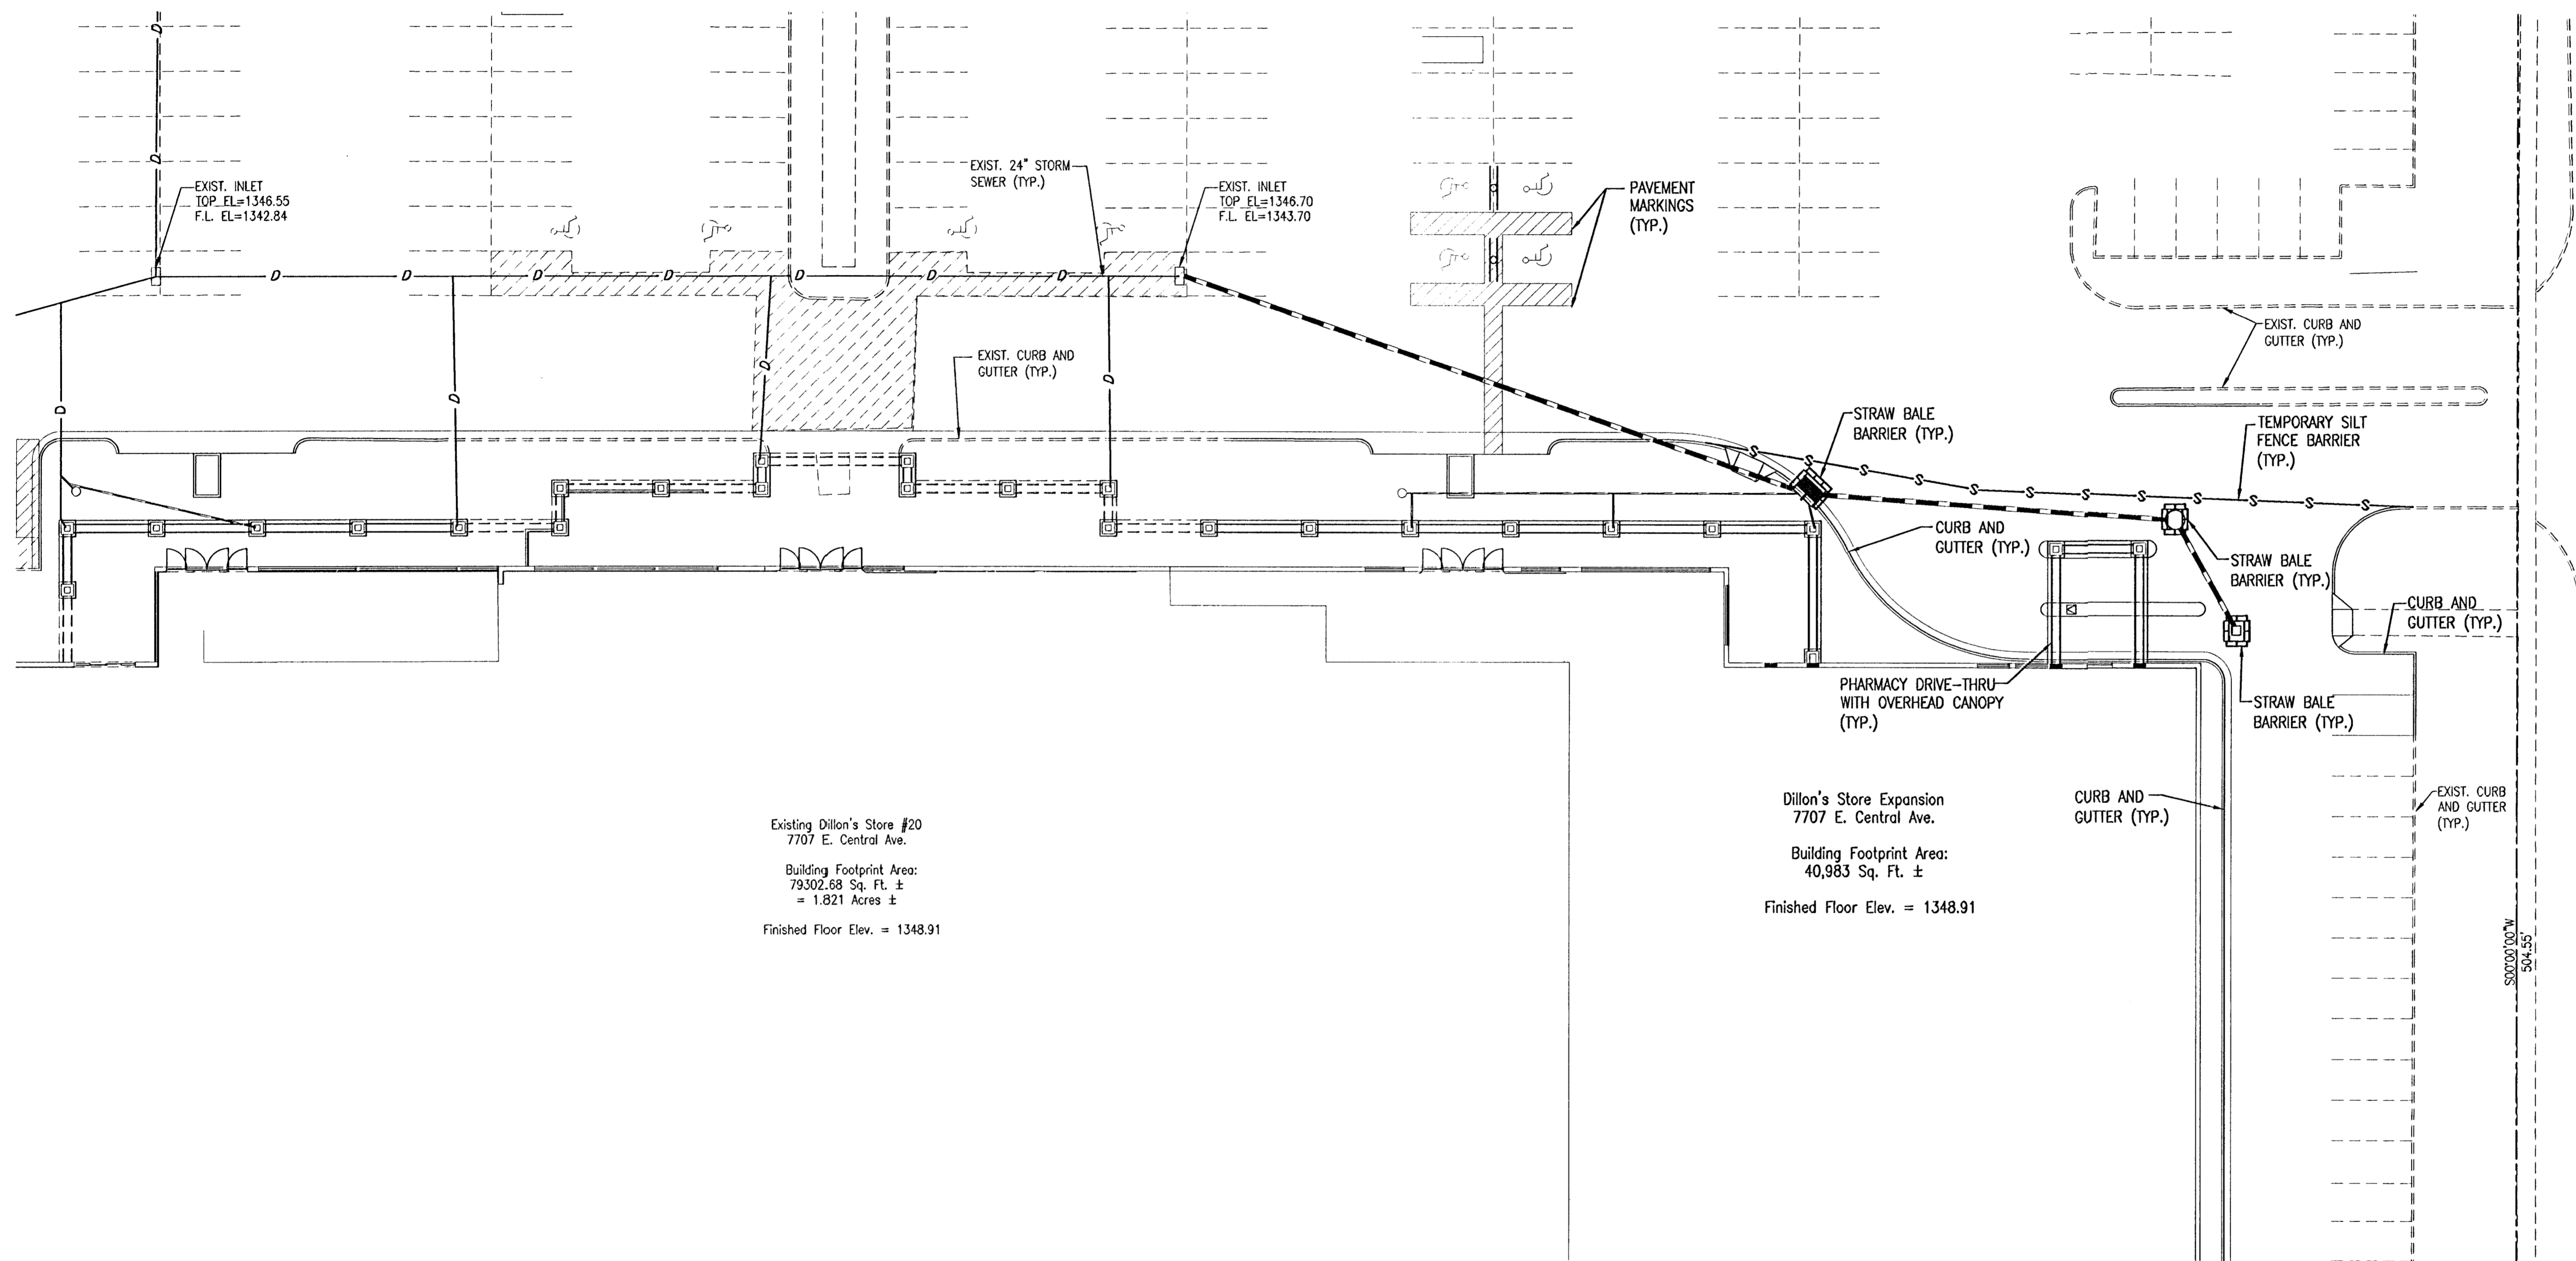 EXIST. INLET
TOP EL=1346.55
F.L. EL=1342.84
EXIST. 24" STORM
SEWER (TYP.)
EXIST. INLET
TOP EL=1346.70
F.L. EL=1343.70
PAVEMENT
MARKINGS
(TYP.)
EXIST. CURB AND
GUTTER (TYP.)
EXIST. CURB AND
GUTTER (TYP.)
STRAW BALE
BARRIER (TYP.)
TEMPORARY SILT
FENCE BARRIER
(TYP.)
CURB AND
GUTTER (TYP.)
STRAW BALE
BARRIER (TYP.)
CURB AND
GUTTER (TYP.)
PHARMACY DRIVE-THRU
WITH OVERHEAD CANOPY
(TYP.)
STRAW BALE
BARRIER (TYP.)
Existing Dillon's Store #20
7707 E. Central Ave.
Building Footprint Area:
79302.68 Sq. Ft. ±
= 1.821 Acres ±
Finished Floor Elev. = 1348.91
Dillon's Store Expansion
7707 E. Central Ave.
Building Footprint Area:
40,983 Sq. Ft. ±
Finished Floor Elev. = 1348.91
CURB AND
GUTTER (TYP.)
EXIST. CURB
AND GUTTER
(TYP.)
S00°00'00"W
504.55'
D
D
D
D
D
D
D
D
D
D
D
D
D
S
S
S
S
S
S
S
S
S
S
S
S